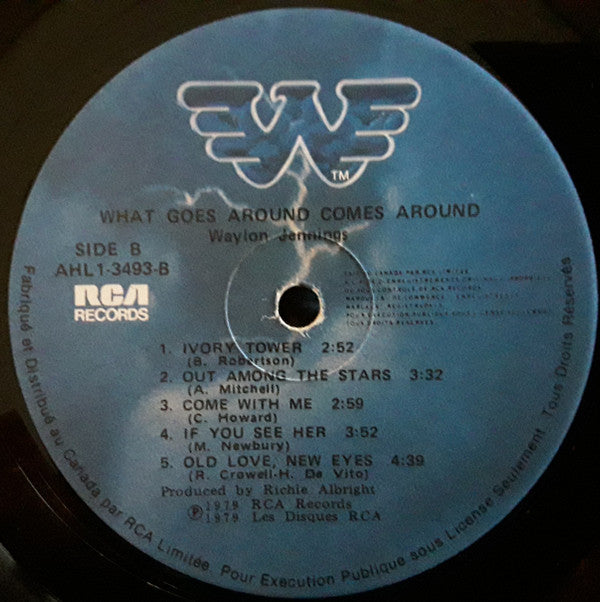 TM
WHAT GOES AROUND COMES AROUND
Waylon Jennings
SIDE B
AHL1-3493-B
RCA
RECORDS
1. IVORY TOWER 2:52
(B. Robertson)
2. OUT AMONG THE STARS 3:32
(A. Mitchell)
3. COME WITH ME 2:59
(C. Howard)
4. IF YOU SEE HER 3:52
(M. Newbury)
5. OLD LOVE, NEW EYES 4:39
(R. Crowell-H. De Vito)
Produced by Richie Albright
℗ 1979 RCA Records
1979 Les Disques RCA
TOUS DROITS RESERVES.
Fabriqué et Distribué au Canada par RCA Limitée. Pour Execution Publique sous License Seulement. Tous Droits Réservés